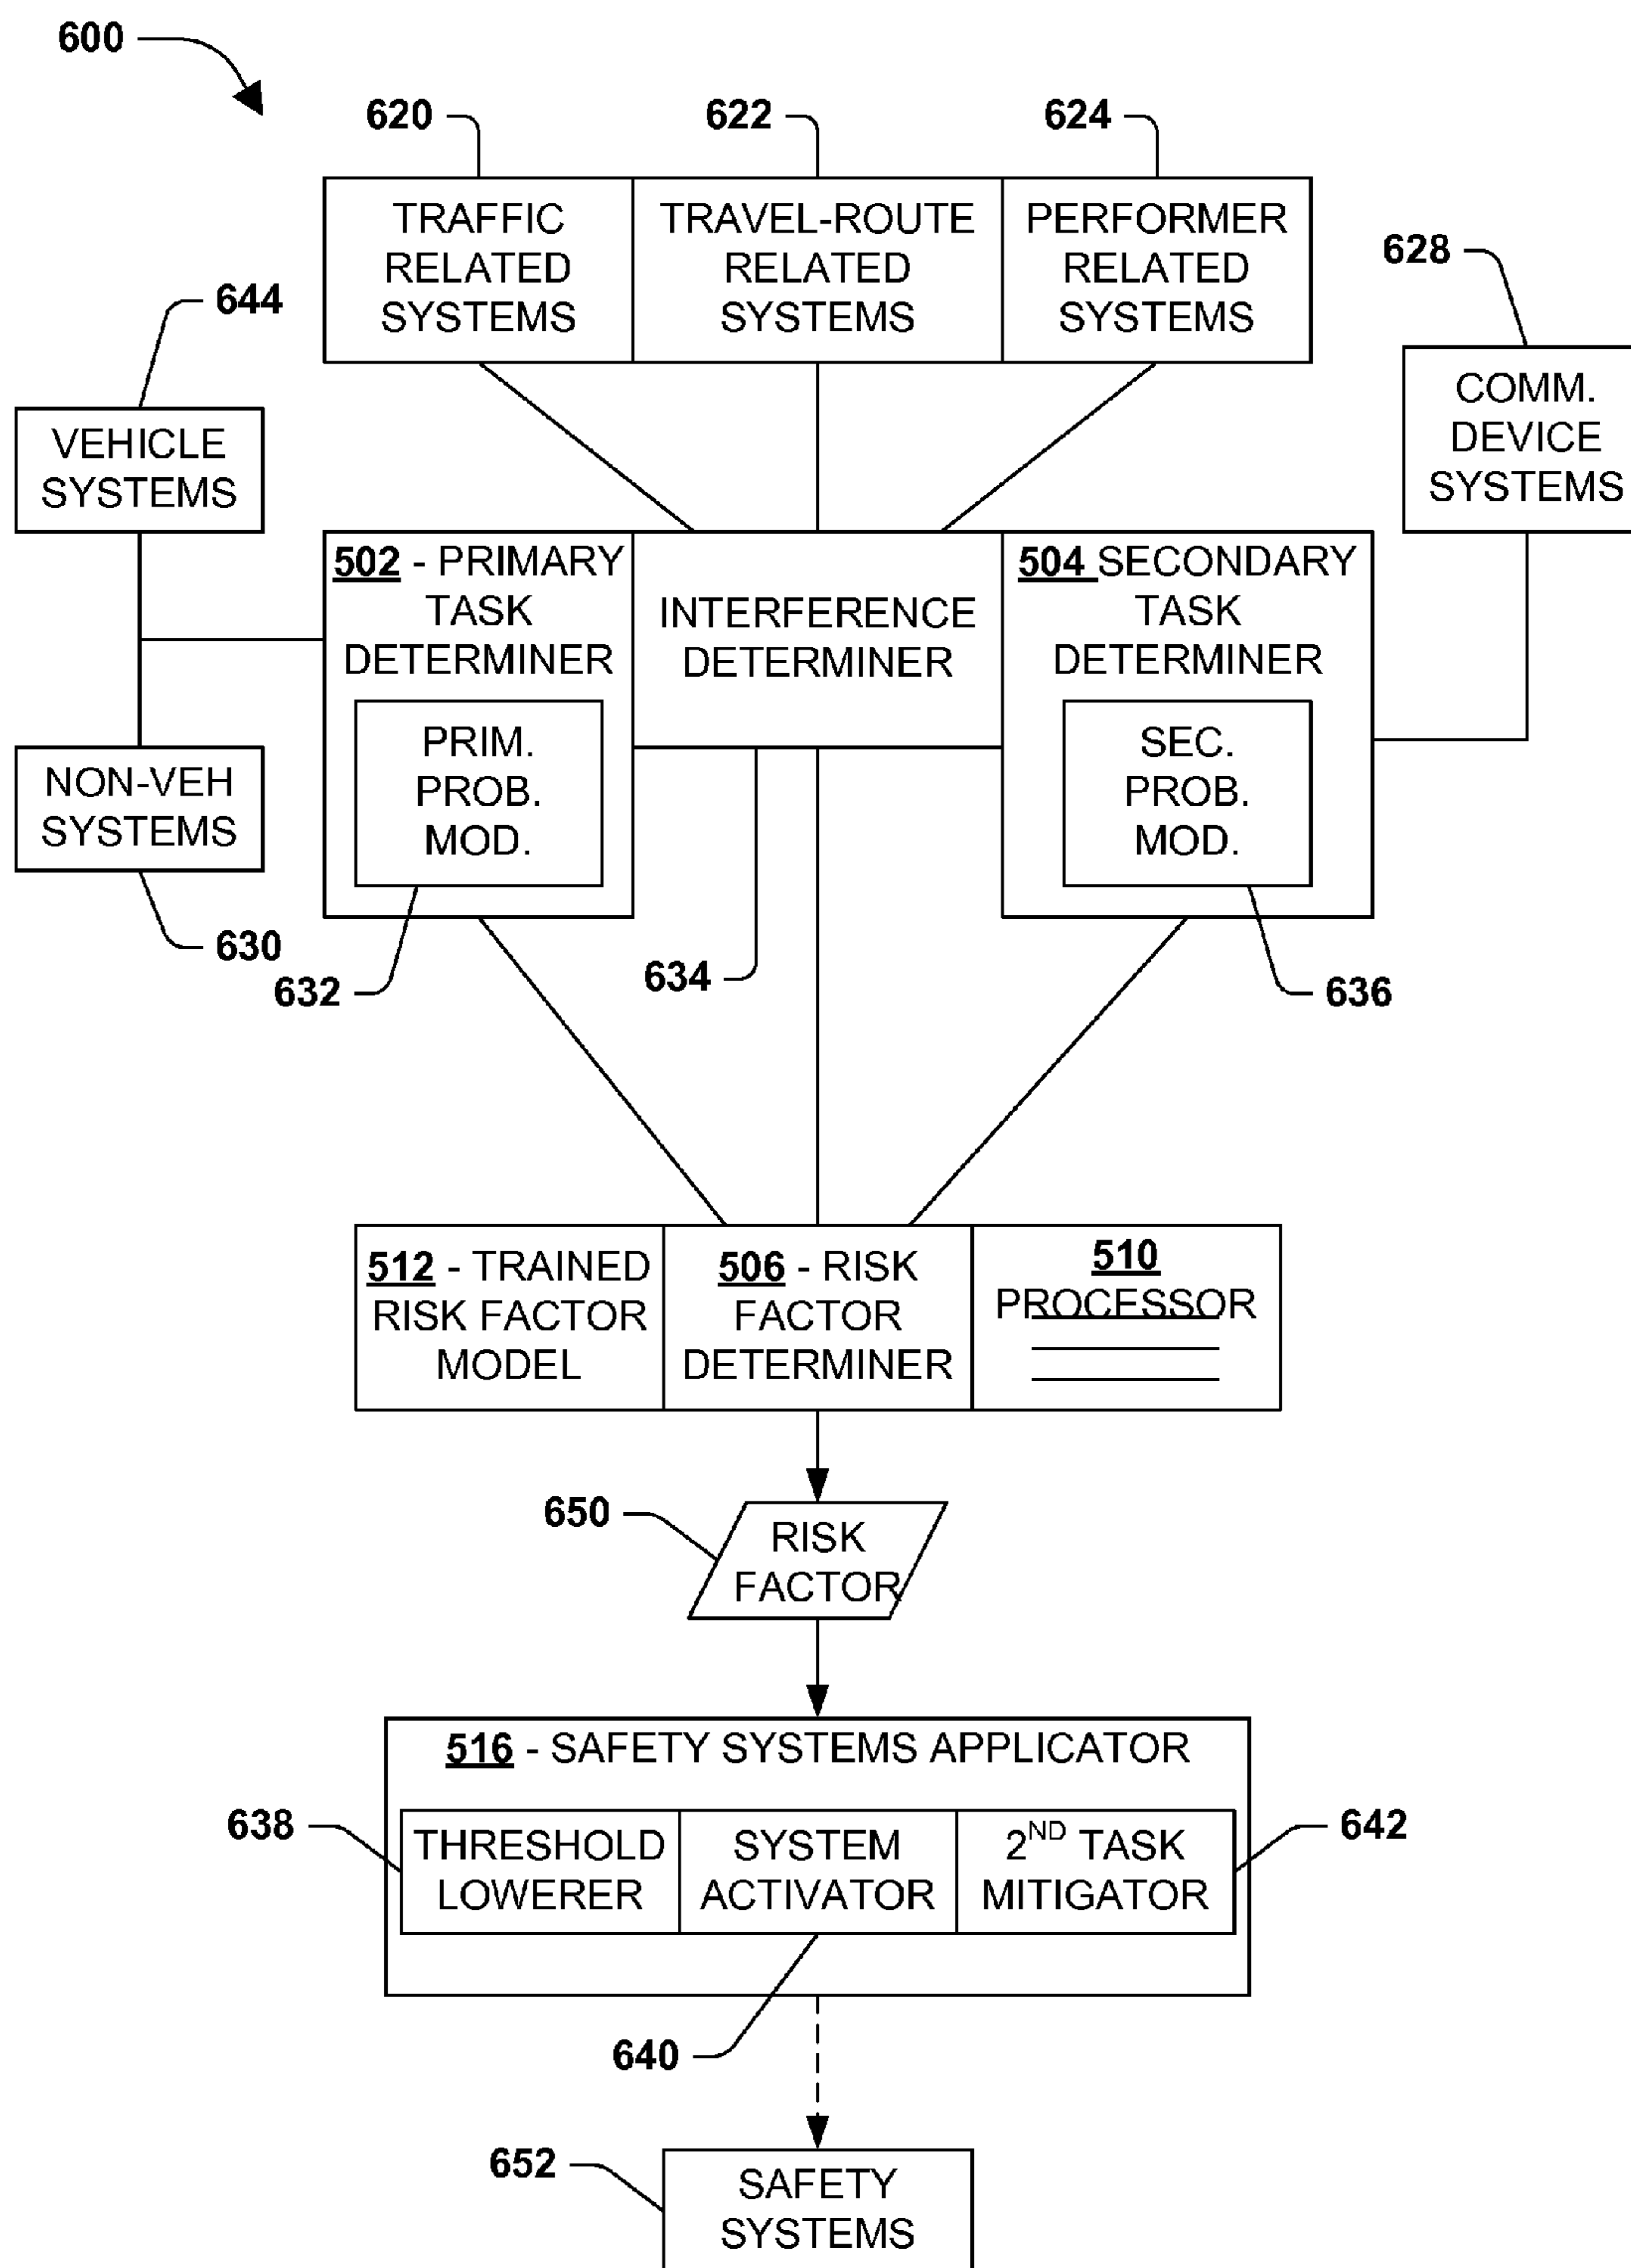 600
620
622
624
TRAFFIC
RELATED
SYSTEMS
TRAVEL-ROUTE
RELATED
SYSTEMS
PERFORMER
RELATED
SYSTEMS
628
644
COMM.
DEVICE
SYSTEMS
VEHICLE
SYSTEMS
502 - PRIMARY
TASK
DETERMINER
INTERFERENCE
DETERMINER
504 SECONDARY
TASK
DETERMINER
PRIM.
PROB.
MOD.
SEC.
PROB.
MOD.
NON-VEH
SYSTEMS
630
632
634
636
512 - TRAINED
RISK FACTOR
MODEL
506 - RISK
FACTOR
DETERMINER
510
PROCESSOR
650
RISK
FACTOR
516 - SAFETY SYSTEMS APPLICATOR
638
THRESHOLD
LOWERER
SYSTEM
ACTIVATOR
2ND TASK
MITIGATOR
642
640
652
SAFETY
SYSTEMS